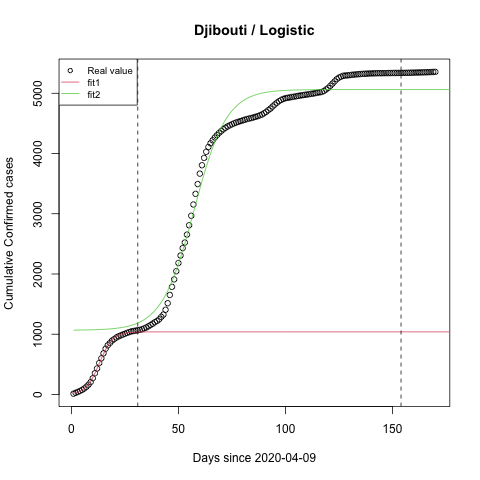 Djibouti / Logistic
Real value
fit1
fit2
Cumulative Confirmed cases
5000
4000
3000
2000
1000
0
0 50 100 150
Days since 2020-04-09